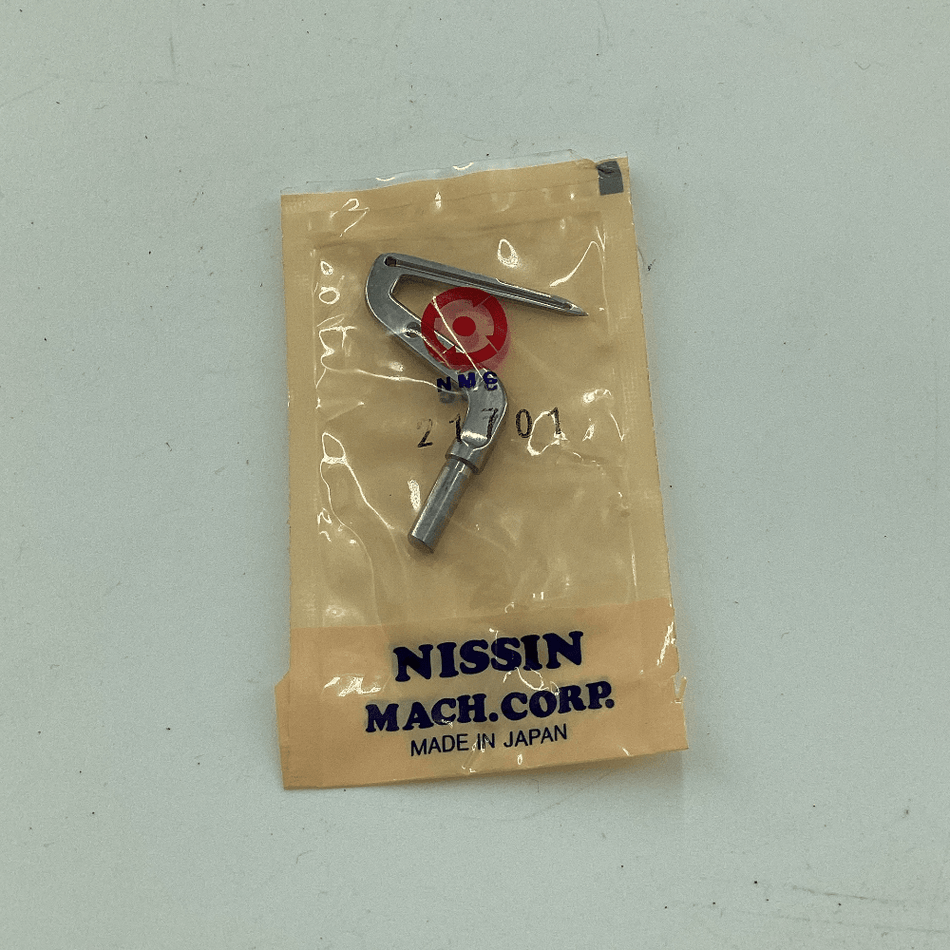 NMC
21701
NISSIN
MACH.CORP.
MADE IN JAPAN